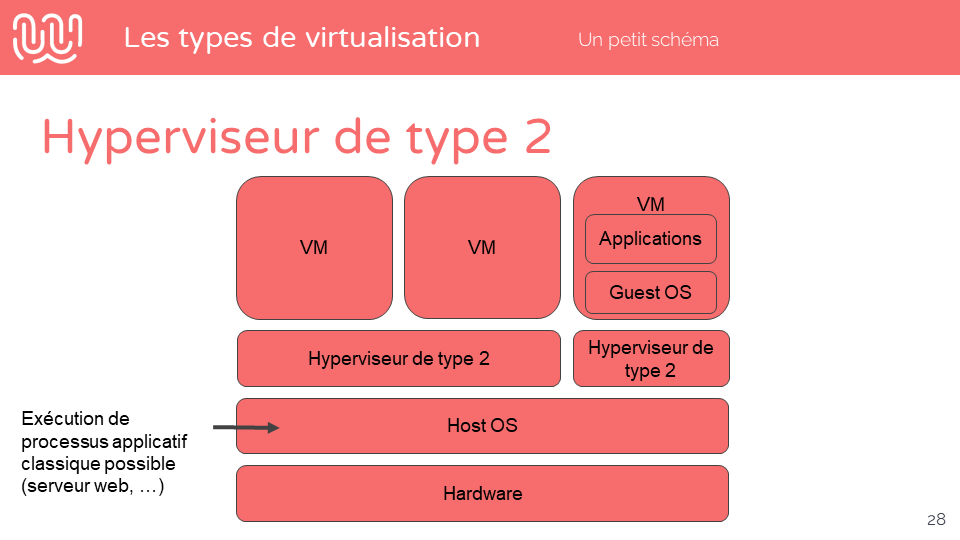 Les types de virtualisation
Un petit schéma
Hyperviseur de type 2
VM
VM
VM
Applications
Guest OS
Hyperviseur de type 2
Hyperviseur de
type 2
Exécution de
processus applicatif
classique possible
(serveur web, …)
Host OS
Hardware
28